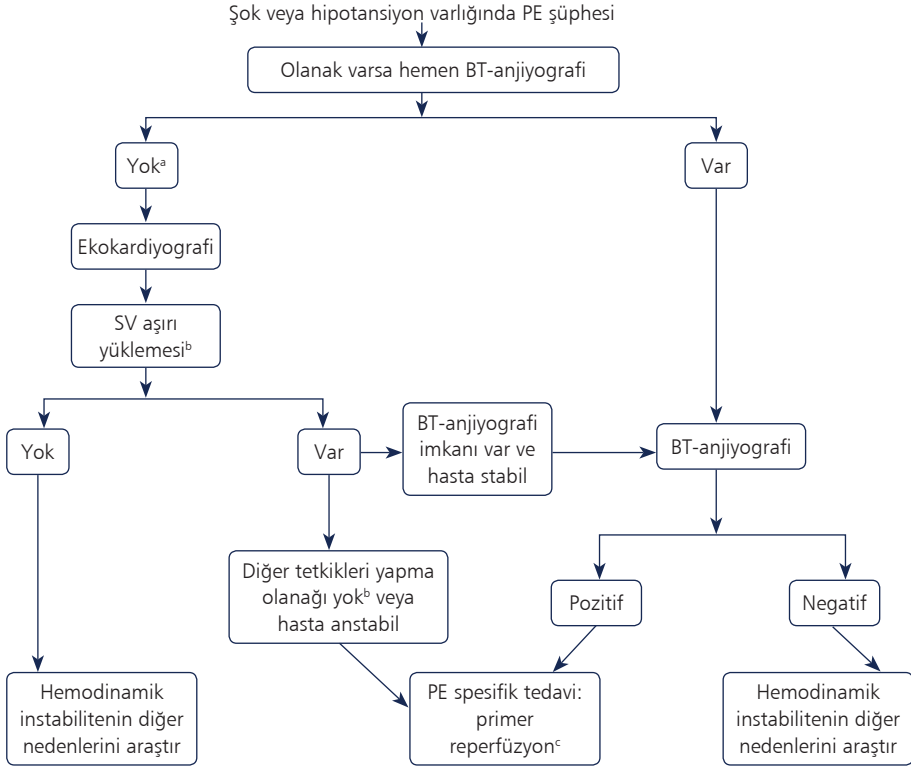 Şok veya hipotansiyon varlığında PE şüphesi
Olanak varsa hemen BT-anjiyografi
Yokᵃ
Var
Ekokardiyografi
SV aşırı
yüklemesiᵇ
Yok
Var
BT-anjiyografi
imkanı var ve
hasta stabil
BT-anjiyografi
Diğer tetkikleri yapma
olanağı yokᵇ veya
hasta anstabil
Pozitif
Negatif
Hemodinamik
instabilitenin diğer
nedenlerini araştır
PE spesifik tedavi:
primer
reperfüzyonᶜ
Hemodinamik
instabilitenin diğer
nedenlerini araştır